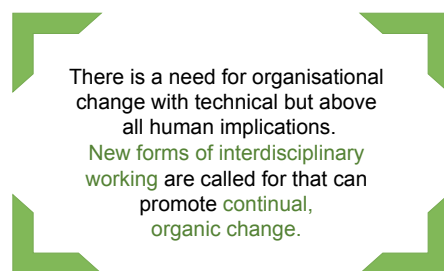 There is a need for organisational
change with technical but above
all human implications.
New forms of interdisciplinary
working are called for that can
promote continual,
organic change.